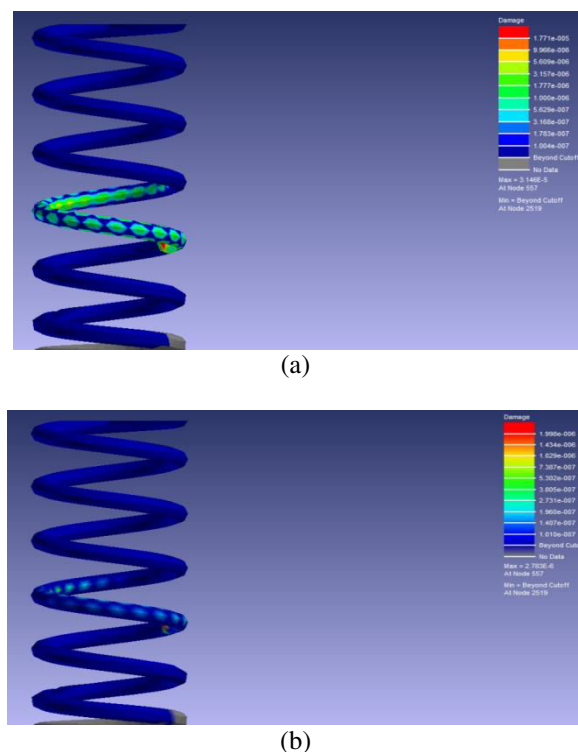 Damage
1.771e-005
9.966e-006
5.609e-006
3.157e-006
1.777e-006
1.000e-006
5.629e-007
3.168e-007
1.783e-007
1.004e-007
Beyond Cutoff
No Data
Max = 3.146E-5
At Node 557
Min = Beyond Cutoff
At Node 2519
(a)
Damage
1.998e-006
1.434e-006
1.029e-006
7.387e-007
5.302e-007
3.805e-007
2.731e-007
1.960e-007
1.407e-007
1.010e-007
Beyond Cuto
No Data
Max = 2.783E-6
At Node 557
Min = Beyond Cutoff
At Node 2519
(b)